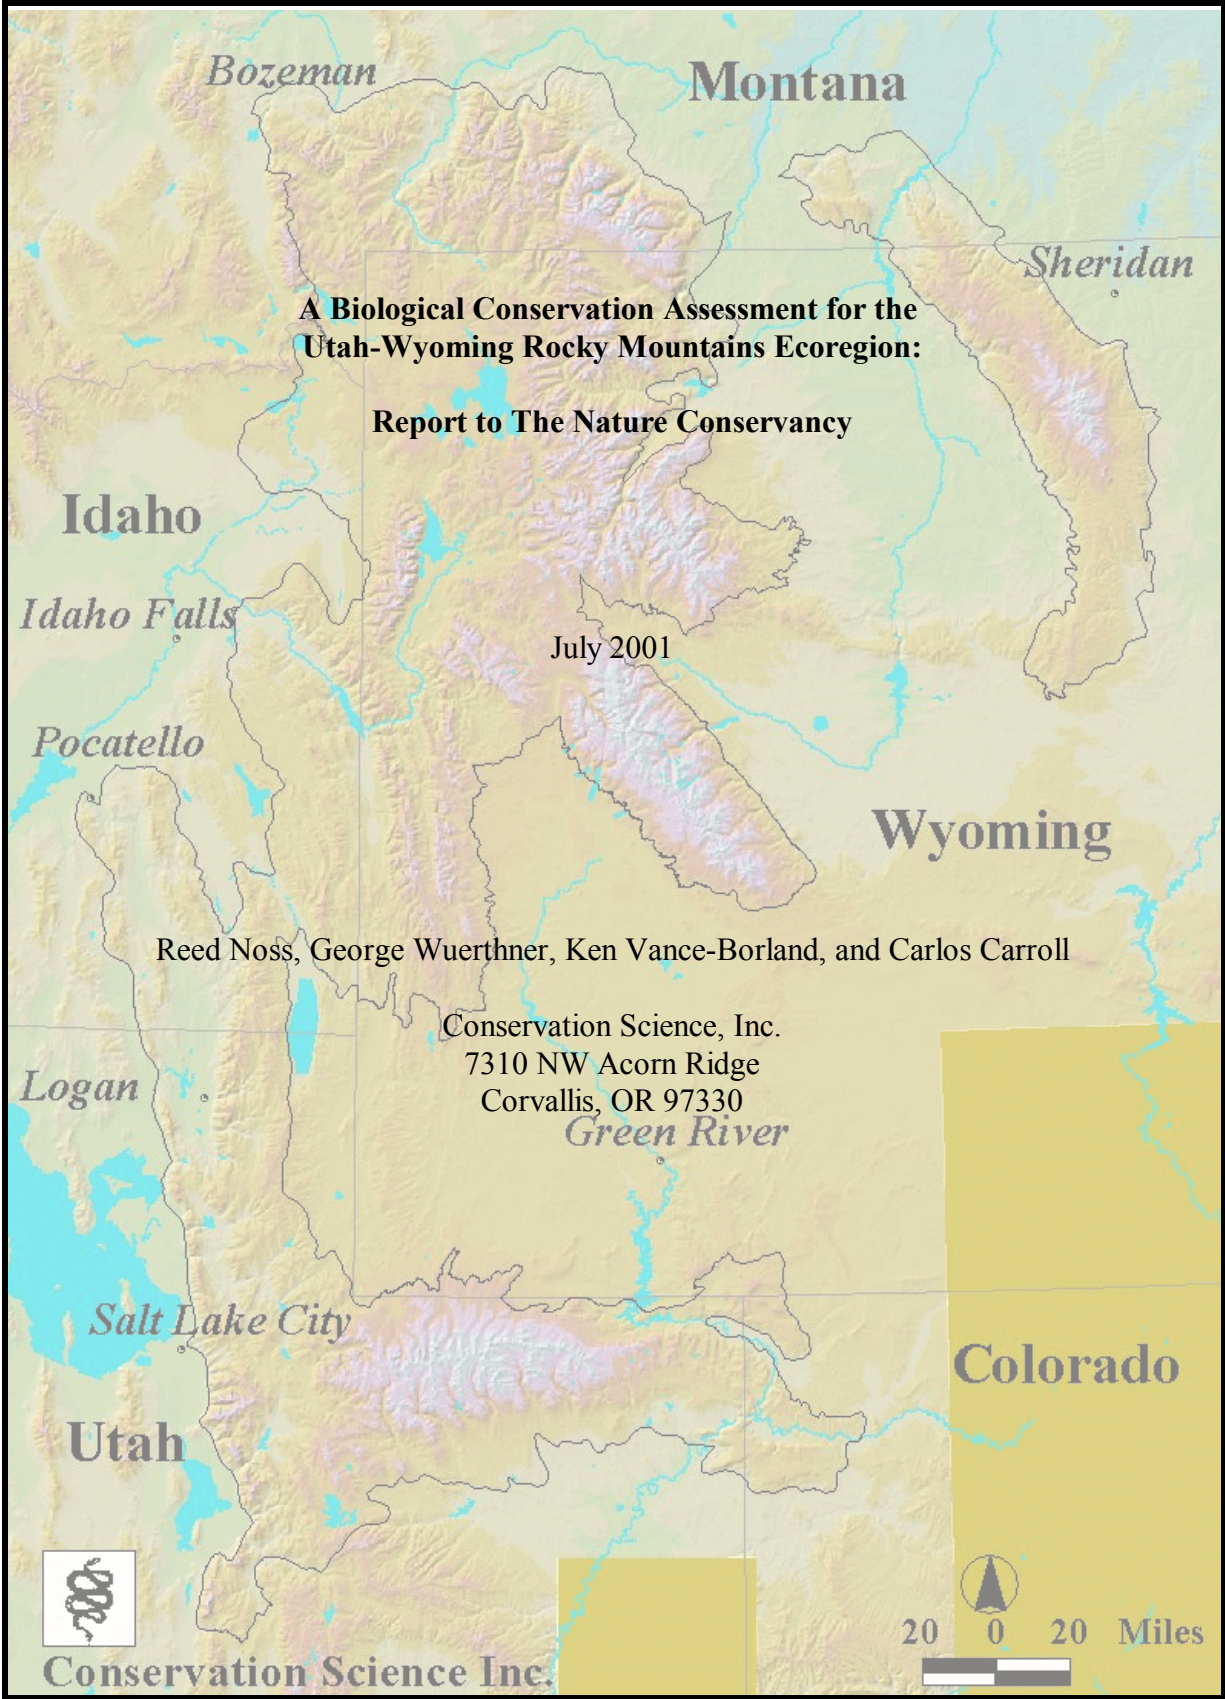 Bozeman
Montana
Sheridan
A Biological Conservation Assessment for the
Utah-Wyoming Rocky Mountains Ecoregion:
Report to The Nature Conservancy
Idaho
Idaho Falls
July 2001
Pocatello
Wyoming
Reed Noss, George Wuerthner, Ken Vance-Borland, and Carlos Carroll
Conservation Science, Inc.
7310 NW Acorn Ridge
Corvallis, OR 97330
Logan
Green River
Salt Lake City
Colorado
Utah
20 0 20 Miles
Conservation Science Inc.